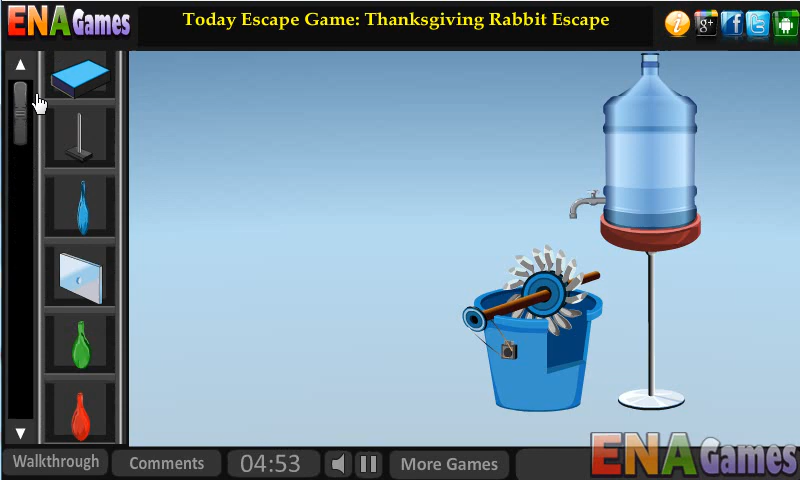 ENA Games
Today Escape Game: Thanksgiving Rabbit Escape
i g+ f t
Walkthrough
Comments
04:53
More Games
ENA Games